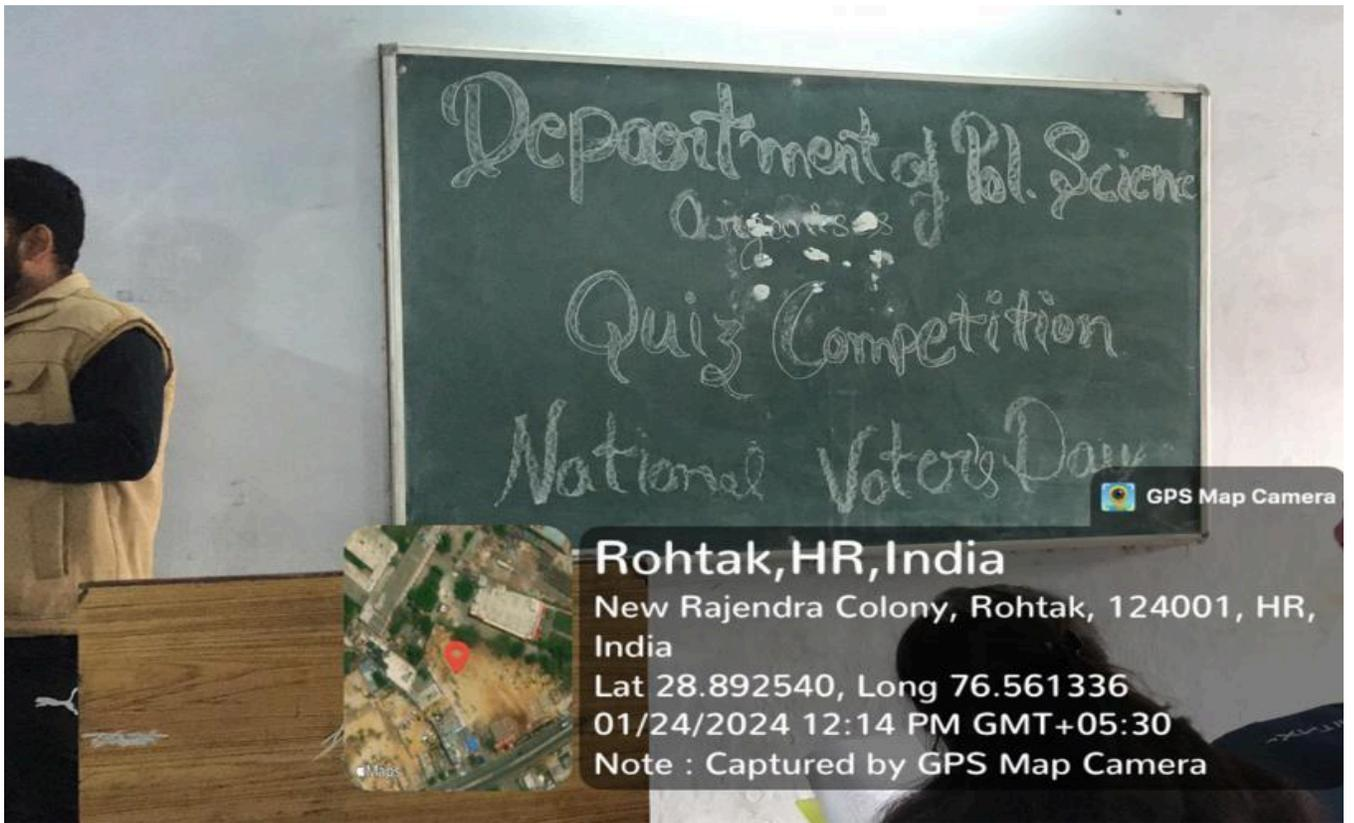 Department of Pol. Science
Organises
Quiz Competition
National Voter's Day
GPS Map Camera
Rohtak,HR,India
New Rajendra Colony, Rohtak, 124001, HR,
India
Lat 28.892540, Long 76.561336
01/24/2024 12:14 PM GMT+05:30
Note : Captured by GPS Map Camera
Maps